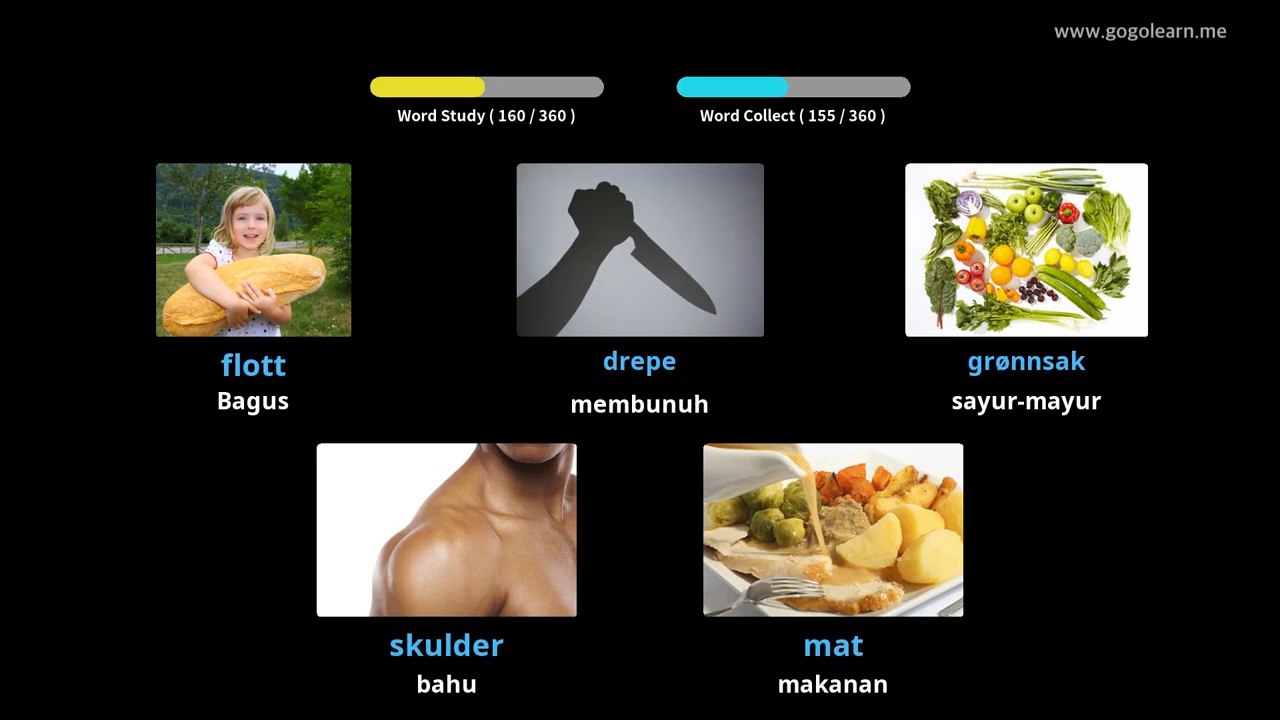 www.gogolearn.me
Word Study ( 160 / 360 )
Word Collect ( 155 / 360 )
flott
Bagus
drepe
membunuh
grønnsak
sayur-mayur
skulder
bahu
mat
makanan